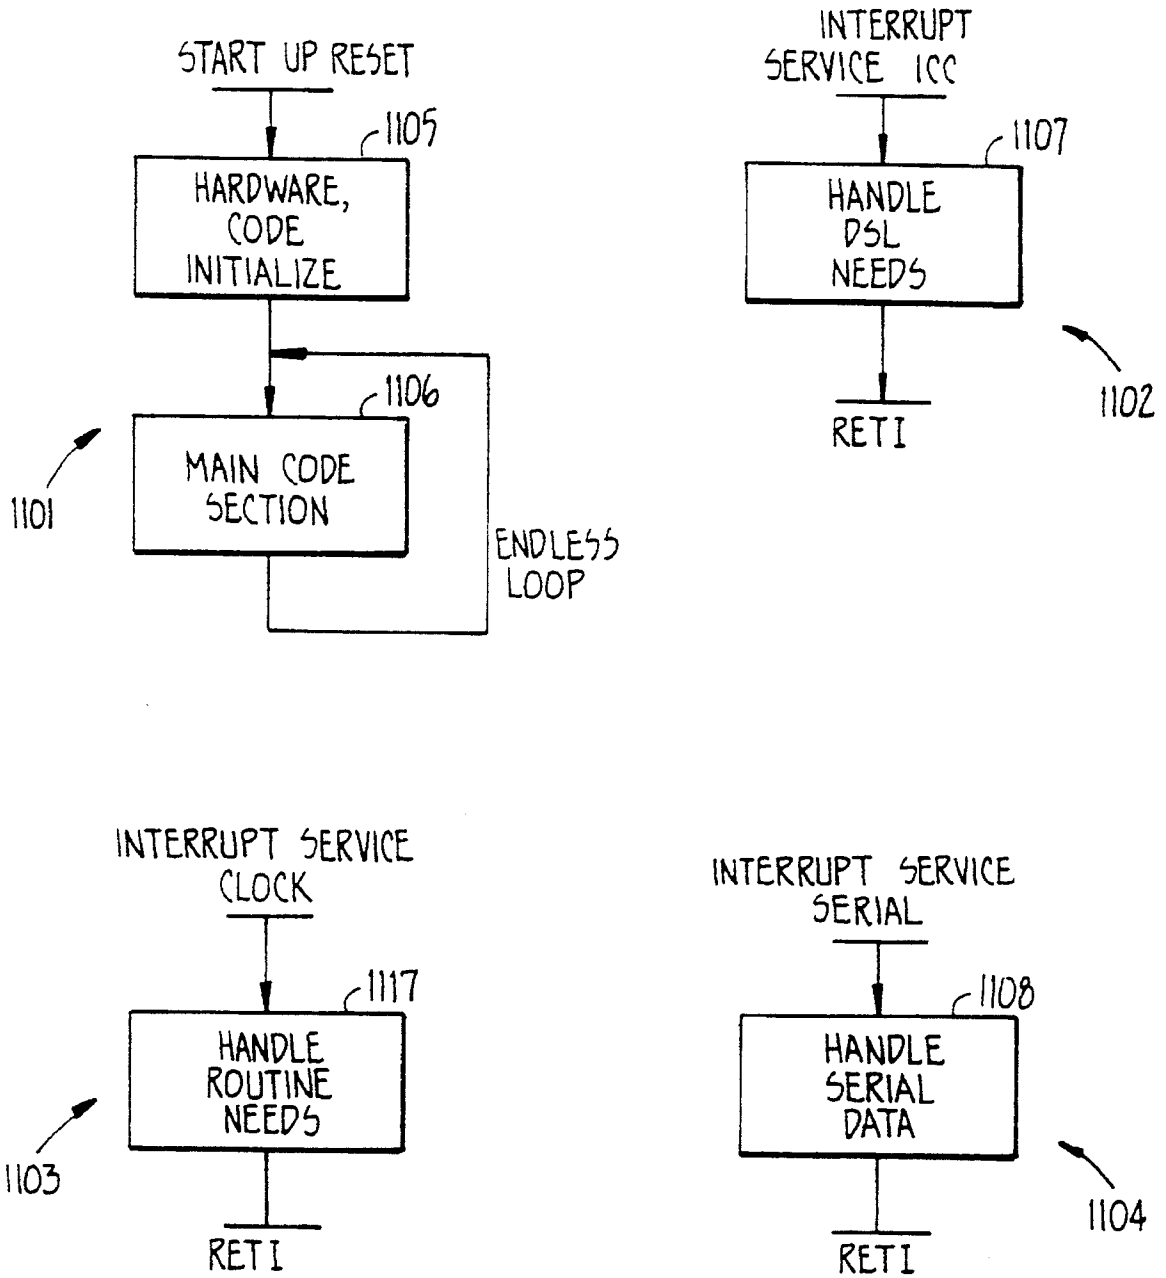 START UP RESET
1105
HARDWARE,
CODE
INITIALIZE
1106
MAIN CODE
SECTION
1101
ENDLESS
LOOP
INTERRUPT
SERVICE ICC
1107
HANDLE
DSL
NEEDS
1102
RETI
INTERRUPT SERVICE
CLOCK
1117
HANDLE
ROUTINE
NEEDS
1103
RETI
INTERRUPT SERVICE
SERIAL
1108
HANDLE
SERIAL
DATA
1104
RETI